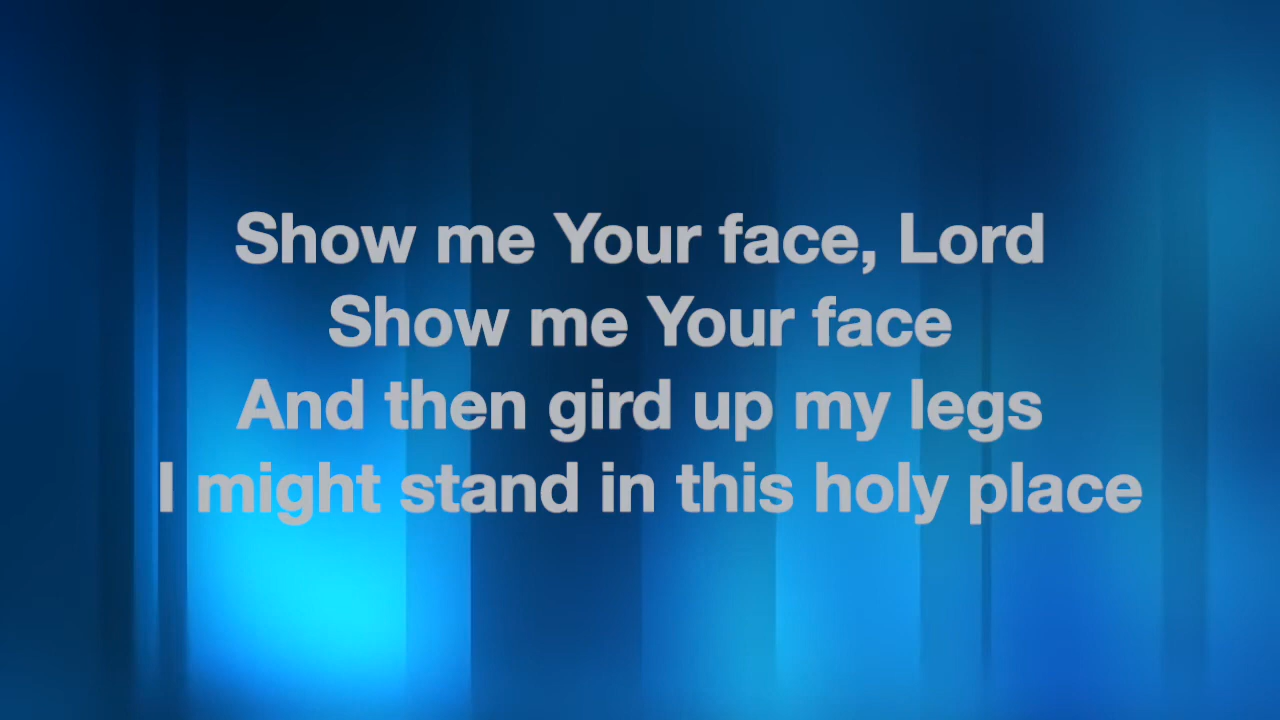 Show me Your face, Lord
Show me Your face
And then gird up my legs
I might stand in this holy place